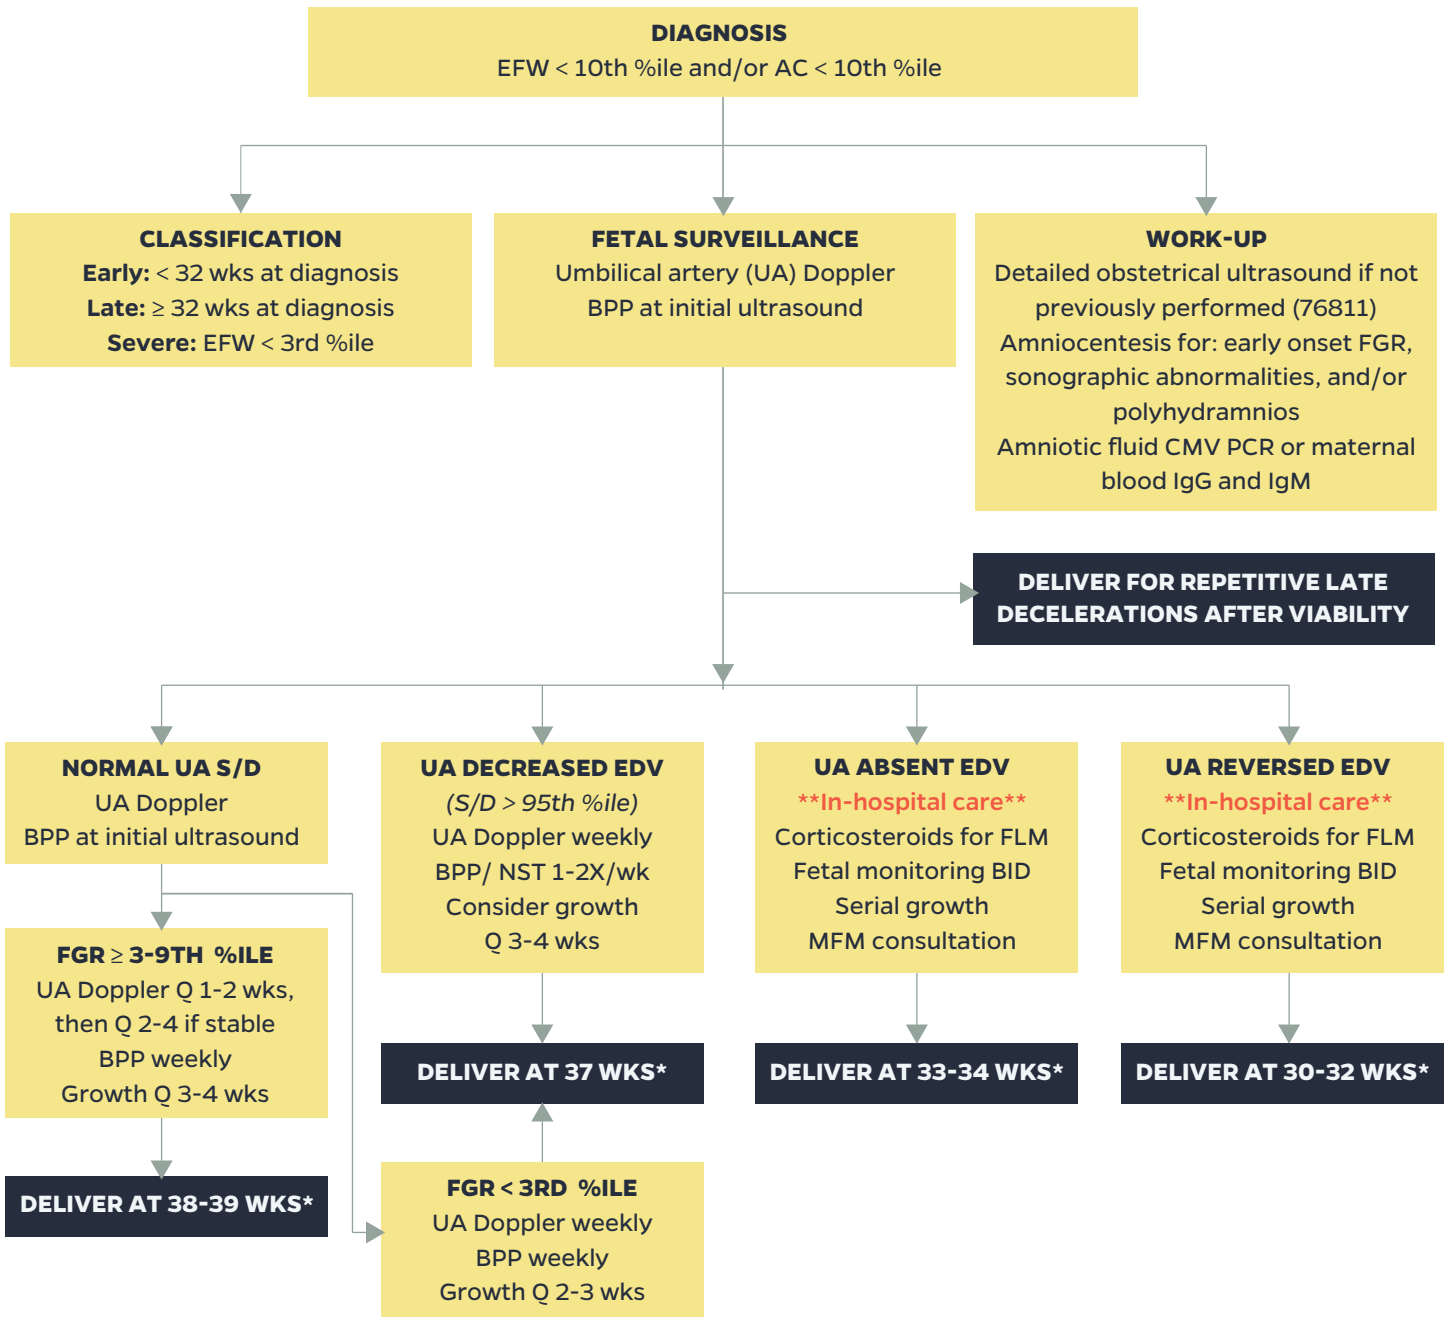 DIAGNOSIS
EFW < 10th %ile and/or AC < 10th %ile
CLASSIFICATION
Early: < 32 wks at diagnosis
Late: ≥ 32 wks at diagnosis
Severe: EFW < 3rd %ile
FETAL SURVEILLANCE
Umbilical artery (UA) Doppler
BPP at initial ultrasound
WORK-UP
Detailed obstetrical ultrasound if not
previously performed (76811)
Amniocentesis for: early onset FGR,
sonographic abnormalities, and/or
polyhydramnios
Amniotic fluid CMV PCR or maternal
blood IgG and IgM
DELIVER FOR REPETITIVE LATE
DECELERATIONS AFTER VIABILITY
NORMAL UA S/D
UA Doppler
BPP at initial ultrasound
UA DECREASED EDV
(S/D > 95th %ile)
UA Doppler weekly
BPP/ NST 1-2X/wk
Consider growth
Q 3-4 wks
UA ABSENT EDV
**In-hospital care**
Corticosteroids for FLM
Fetal monitoring BID
Serial growth
MFM consultation
UA REVERSED EDV
**In-hospital care**
Corticosteroids for FLM
Fetal monitoring BID
Serial growth
MFM consultation
FGR ≥ 3-9TH %ILE
UA Doppler Q 1-2 wks,
then Q 2-4 if stable
BPP weekly
Growth Q 3-4 wks
DELIVER AT 37 WKS*
DELIVER AT 33-34 WKS*
DELIVER AT 30-32 WKS*
DELIVER AT 38-39 WKS*
FGR < 3RD %ILE
UA Doppler weekly
BPP weekly
Growth Q 2-3 wks